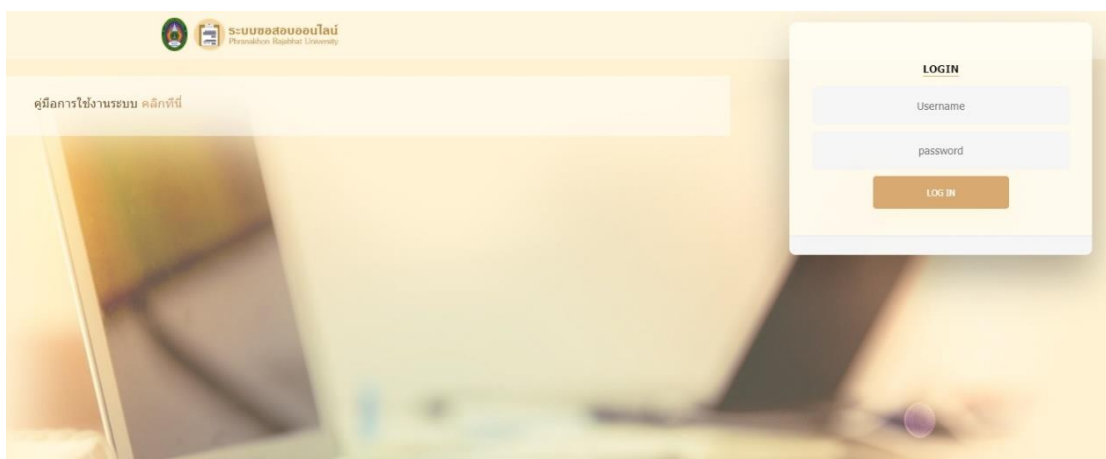 ระบบขอสอบออนไลน์
Phranakhon Rajabhat University
คู่มือการใช้งานระบบ คลิกที่นี่
LOGIN
Username
password
LOG IN